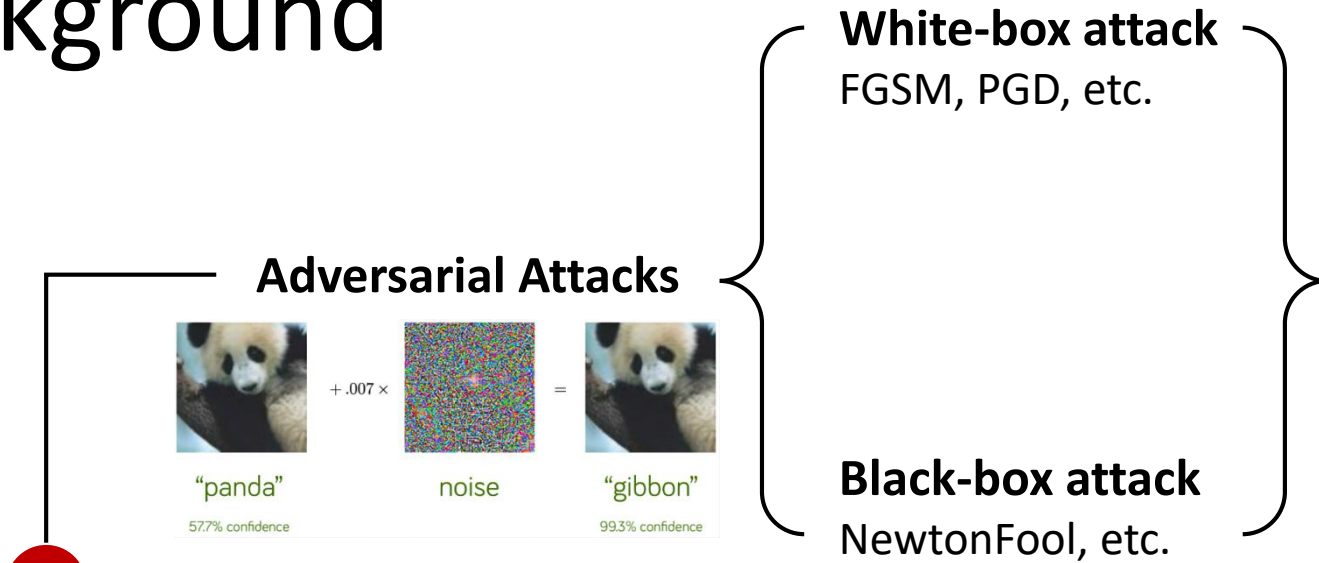 kground
White-box attack
FGSM, PGD, etc.
Adversarial Attacks
+ .007 ×
=
“panda”
noise
“gibbon”
57.7% confidence
99.3% confidence
Black-box attack
NewtonFool, etc.